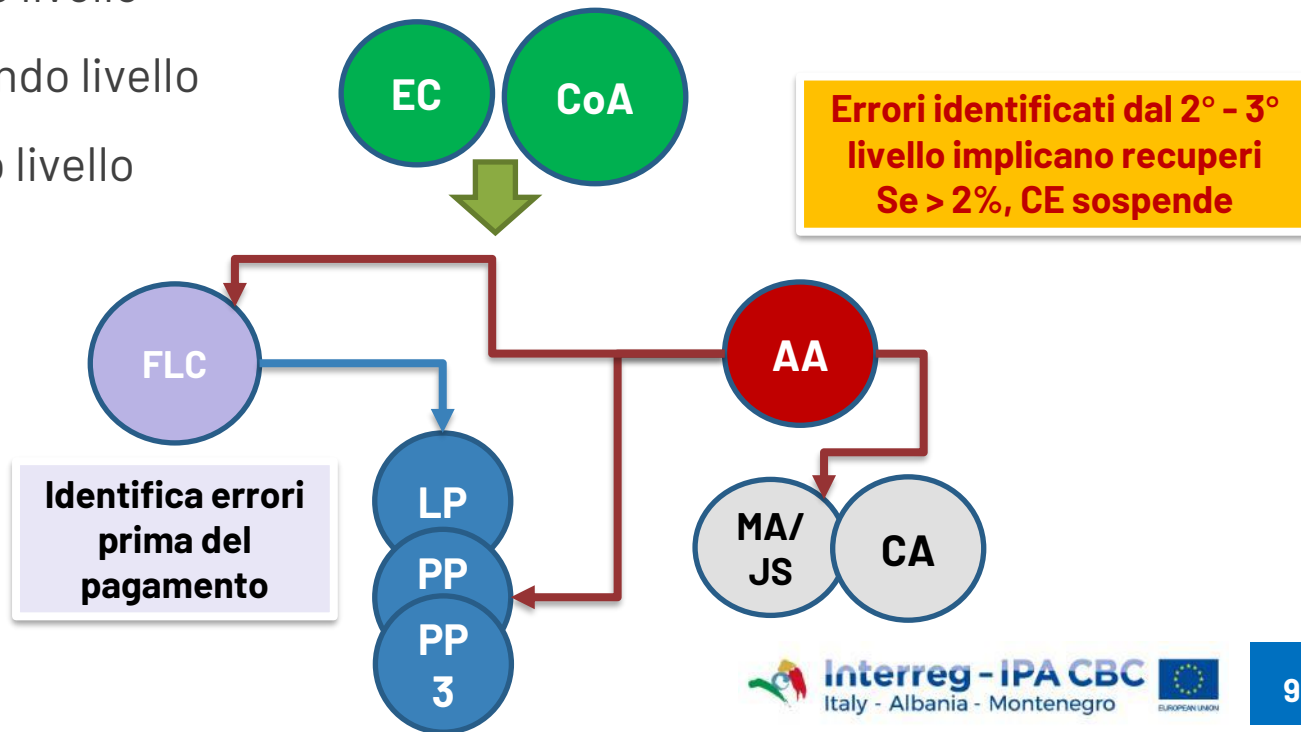 livello
ndo livello
livello
EC
CoA
Errori identificati dal 2° - 3°
livello implicano recuperi
Se > 2%, CE sospende
FLC
AA
Identifica errori
prima del
pagamento
LP
PP
PP
3
MA/
JS
CA
Interreg - IPA CBC
Italy - Albania - Montenegro
EUROPEAN UNION
9